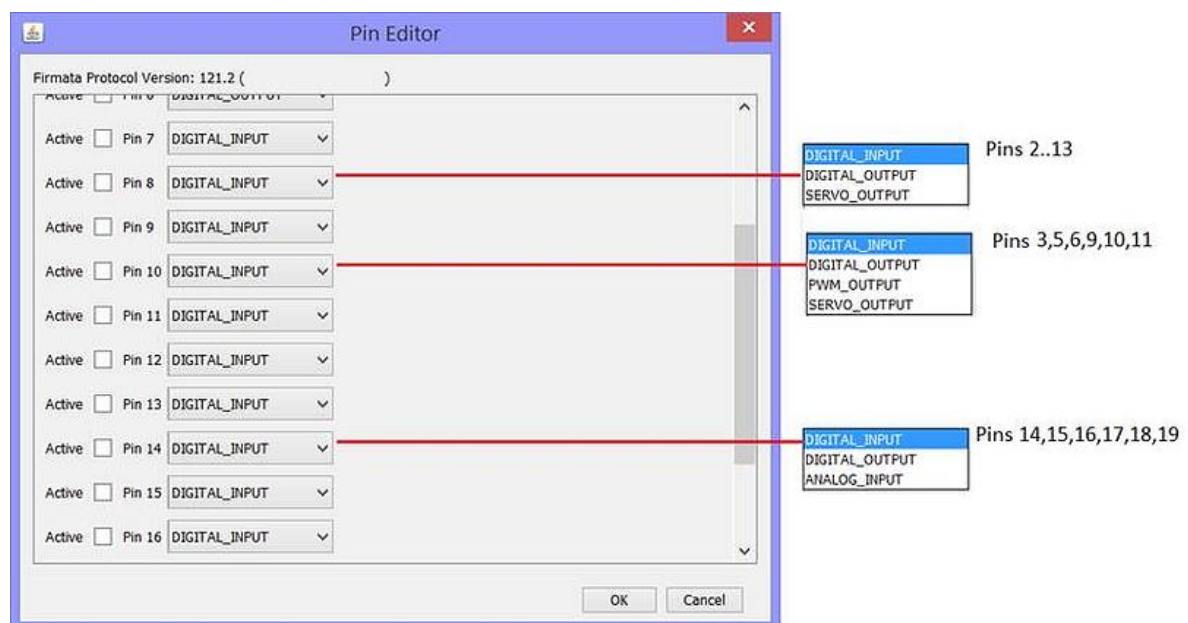 Pin Editor
Firmata Protocol Version: 121.2 ( )
Active Pin 6 DIGITAL_OUTPUT
Active Pin 7 DIGITAL_INPUT
Active Pin 8 DIGITAL_INPUT
Active Pin 9 DIGITAL_INPUT
Active Pin 10 DIGITAL_INPUT
Active Pin 11 DIGITAL_INPUT
Active Pin 12 DIGITAL_INPUT
Active Pin 13 DIGITAL_INPUT
Active Pin 14 DIGITAL_INPUT
Active Pin 15 DIGITAL_INPUT
Active Pin 16 DIGITAL_INPUT
OK Cancel
DIGITAL_INPUT Pins 2..13
DIGITAL_OUTPUT
SERVO_OUTPUT
DIGITAL_INPUT Pins 3,5,6,9,10,11
DIGITAL_OUTPUT
PWM_OUTPUT
SERVO_OUTPUT
DIGITAL_INPUT Pins 14,15,16,17,18,19
DIGITAL_OUTPUT
ANALOG_INPUT